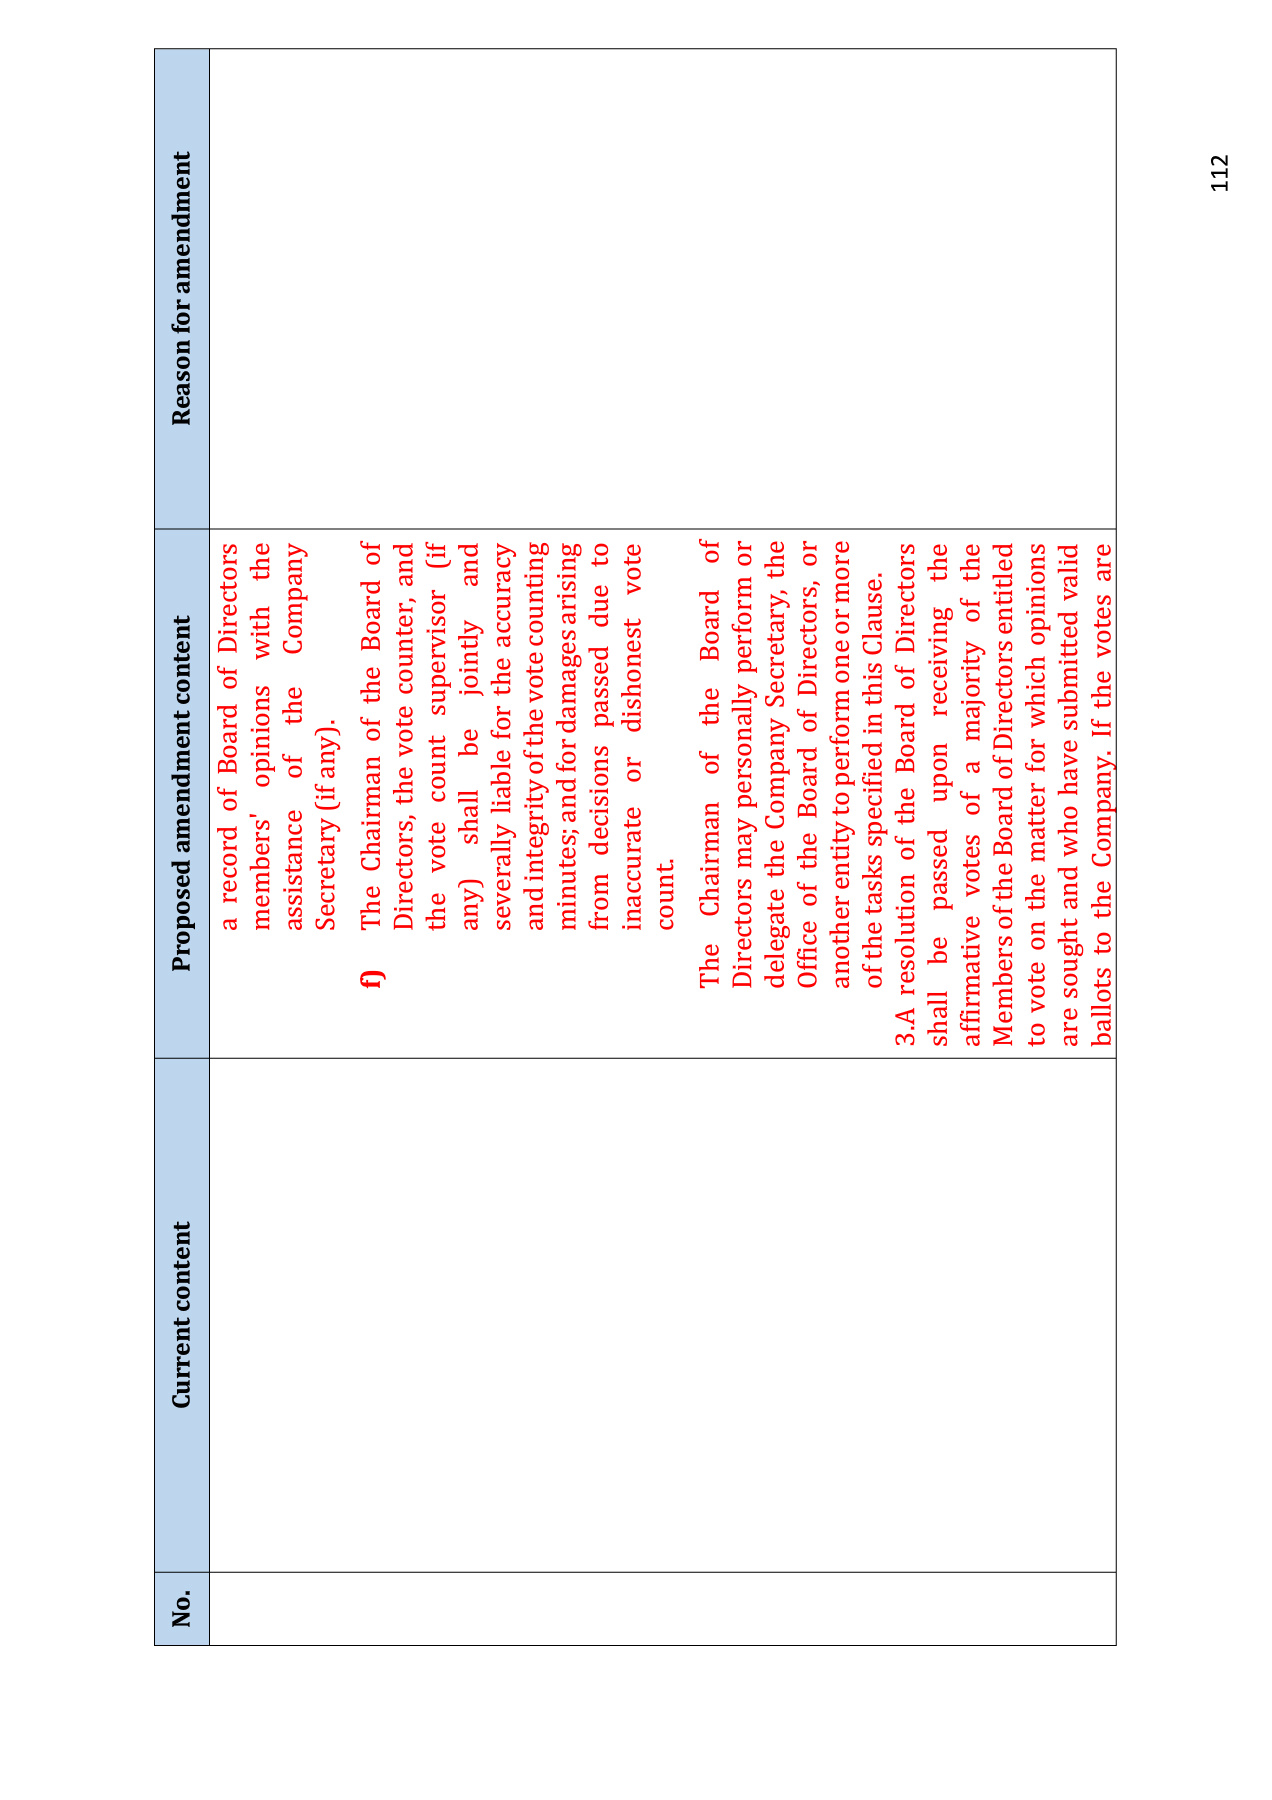 No.
Current content
Proposed amendment content
Reason for amendment
a record of Board of Directors
members' opinions with the
assistance of the Company
Secretary (if any).
f) The Chairman of the Board of
Directors, the vote counter, and
the vote count supervisor (if
any) shall be jointly and
severally liable for the accuracy
and integrity of the vote counting
minutes; and for damages arising
from decisions passed due to
inaccurate or dishonest vote
count.
The Chairman of the Board of
Directors may personally perform or
delegate the Company Secretary, the
Office of the Board of Directors, or
another entity to perform one or more
of the tasks specified in this Clause.
3.A resolution of the Board of Directors
shall be passed upon receiving the
affirmative votes of a majority of the
Members of the Board of Directors entitled
to vote on the matter for which opinions
are sought and who have submitted valid
ballots to the Company. If the votes are
112